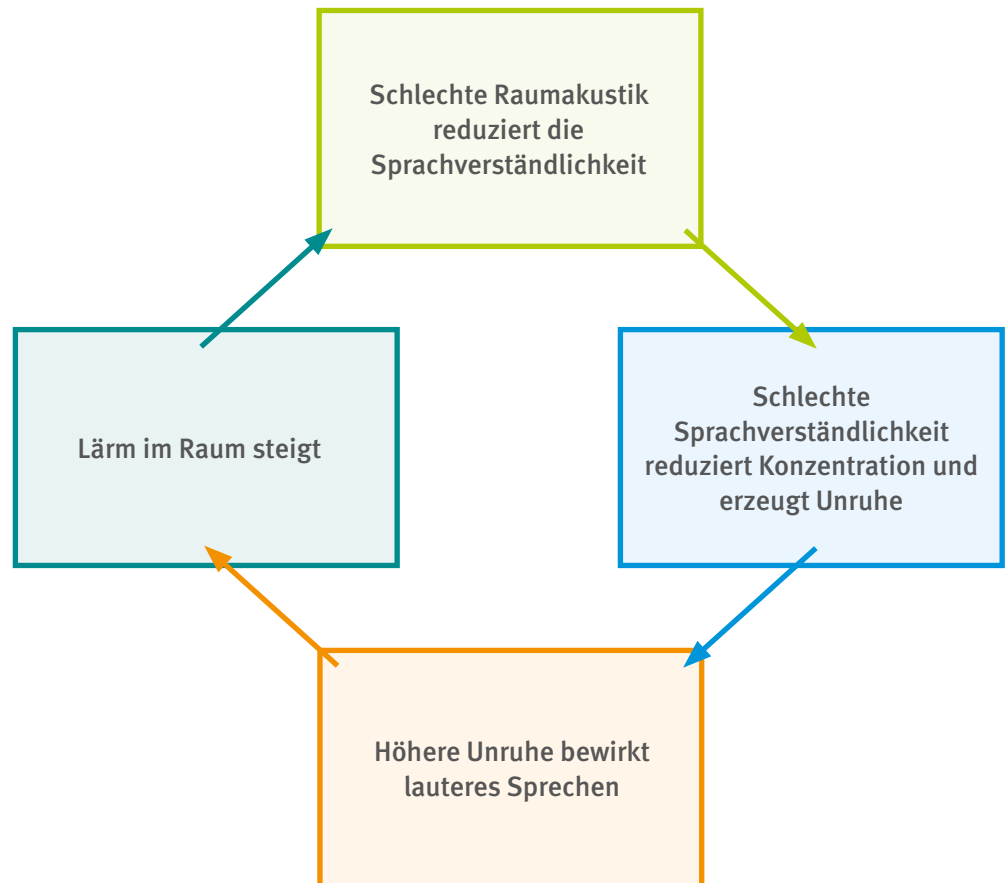 Schlechte Raumakustik
reduziert die
Sprachverständlichkeit
Schlechte
Sprachverständlichkeit
reduziert Konzentration und
erzeugt Unruhe
Höhere Unruhe bewirkt
lauteres Sprechen
Lärm im Raum steigt